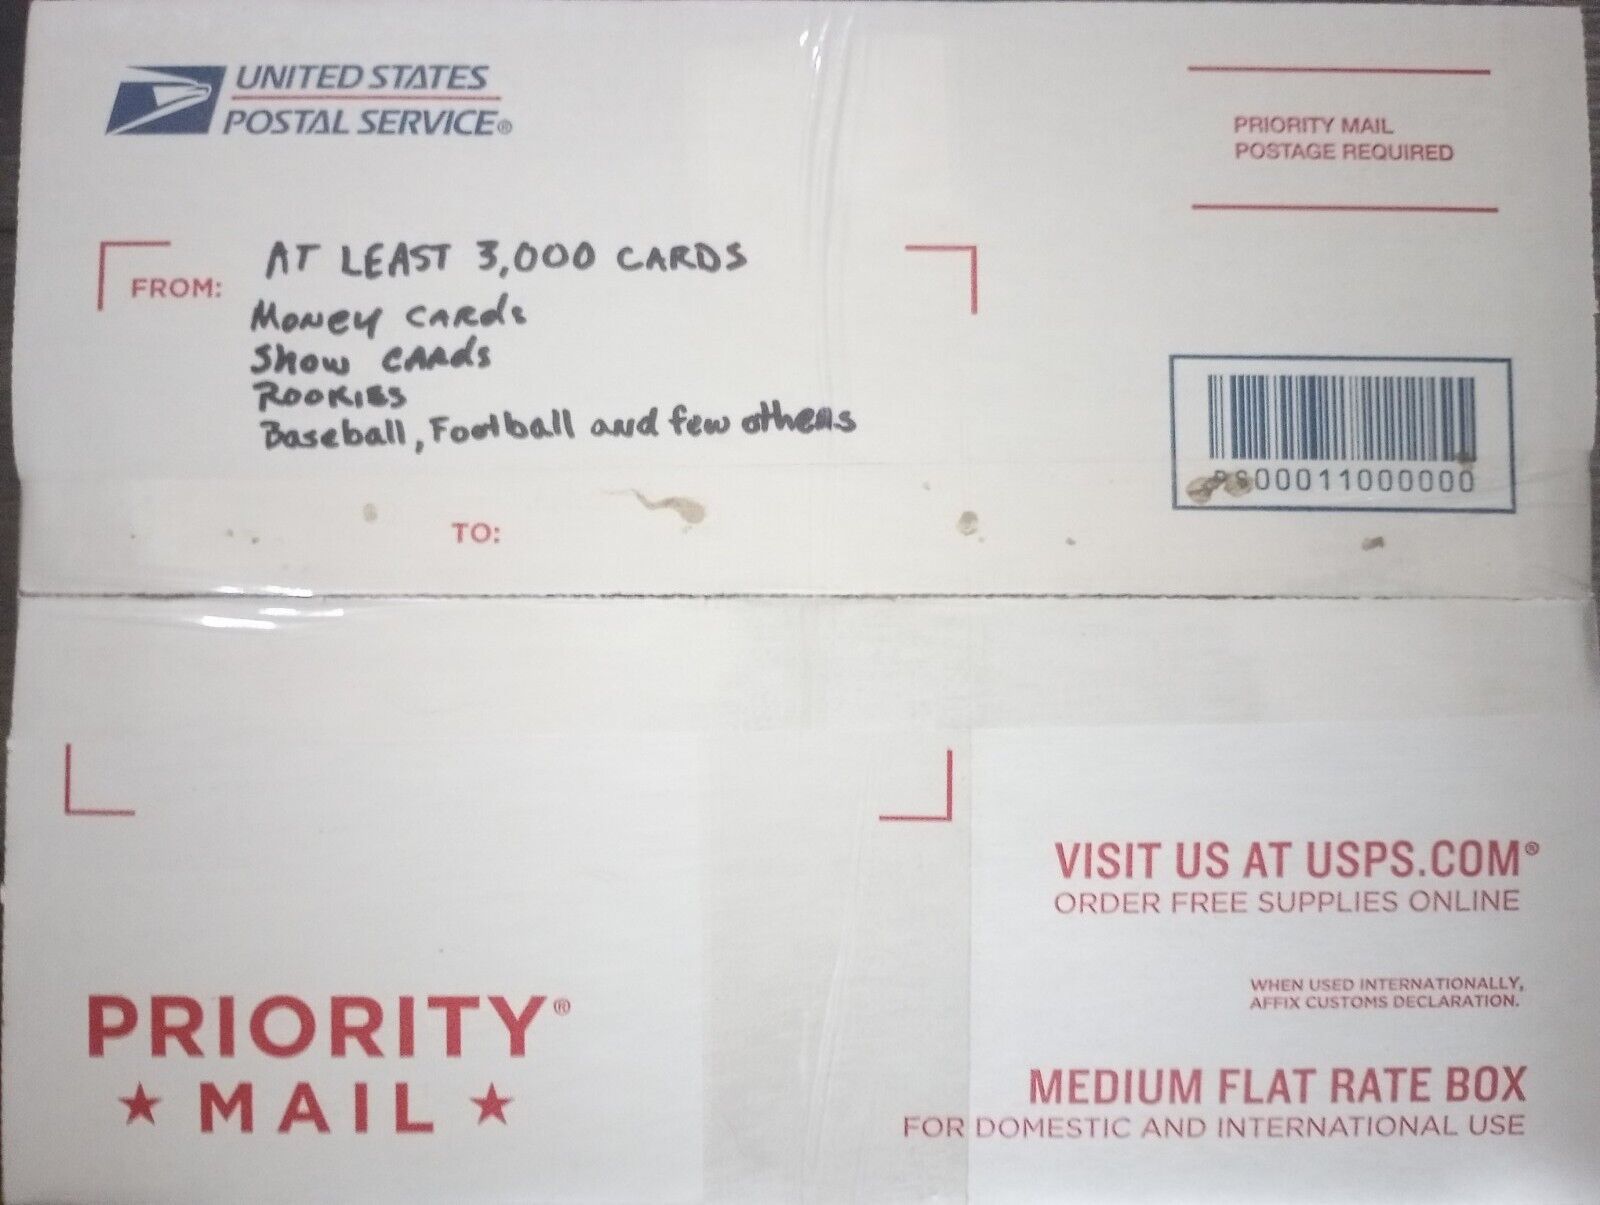 UNITED STATES
POSTAL SERVICE®
PRIORITY MAIL
POSTAGE REQUIRED
FROM:
AT LEAST 3,000 CARDS
Money CARDs
Show CARds
ROOKIES
Baseball, Football and few others
PS00011000000
TO:
VISIT US AT USPS.COM®
ORDER FREE SUPPLIES ONLINE
WHEN USED INTERNATIONALLY,
AFFIX CUSTOMS DECLARATION.
PRIORITY®
★ MAIL ★
MEDIUM FLAT RATE BOX
FOR DOMESTIC AND INTERNATIONAL USE